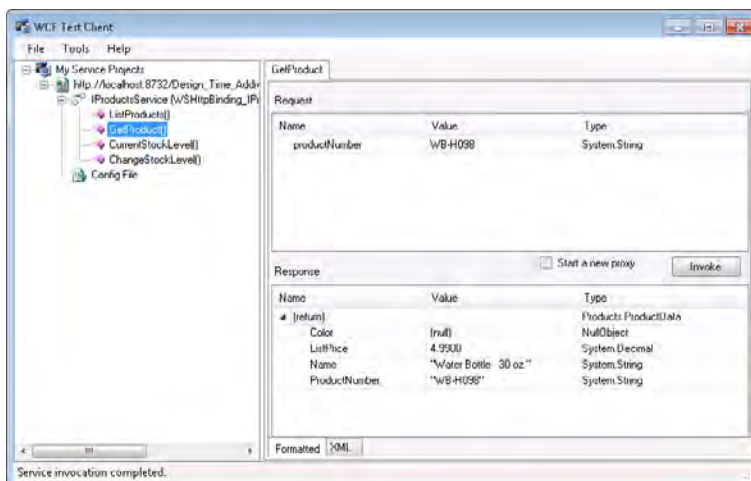 WCF Test Client
File Tools Help
My Service Projects
http://localhost:8732/Design_Time_Addr
IProductsService (WSHttpBinding_IPr
ListProducts()
GetProduct()
CurrentStockLevel()
ChangeStockLevel()
Config File
GetProduct
Request
Name Value Type
productNumber WB-H098 System.String
Response
Start a new proxy
Invoke
Name Value Type
(return) Products.ProductData
Color (null) NullObject
ListPrice 4.9900 System.Decimal
Name "Water Bottle - 30 oz." System.String
ProductNumber "WB-H098" System.String
Formatted XML
Service invocation completed.